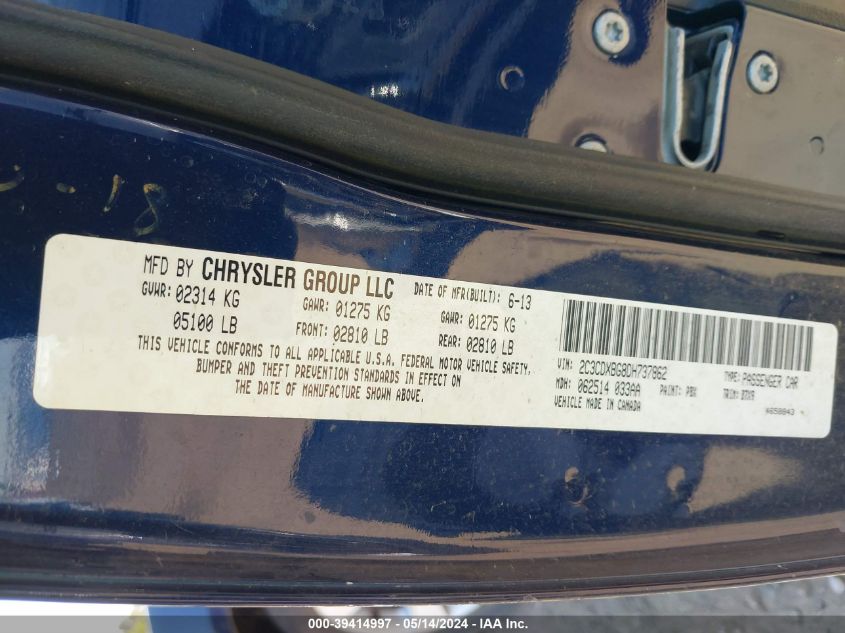 MFD BY CHRYSLER GROUP LLC
DATE OF MFR(BUILT): 6-13
GVWR: 02314 KG
GAWR: 01275 KG
GAWR: 01275 KG
05100 LB
FRONT: 02810 LB
REAR: 02810 LB
THIS VEHICLE CONFORMS TO ALL APPLICABLE U.S.A. FEDERAL MOTOR VEHICLE SAFETY,
BUMPER AND THEFT PREVENTION STANDARDS IN EFFECT ON
THE DATE OF MANUFACTURE SHOWN ABOVE.
VIN: 2C3CDXBG8DH737862
TYPE: PASSENGER CAR
MDH: 062514 033AA
PAINT: PBX
TRIM: D7X9
VEHICLE MADE IN CANADA
000-39414997 - 05/14/2024 - IAA Inc.